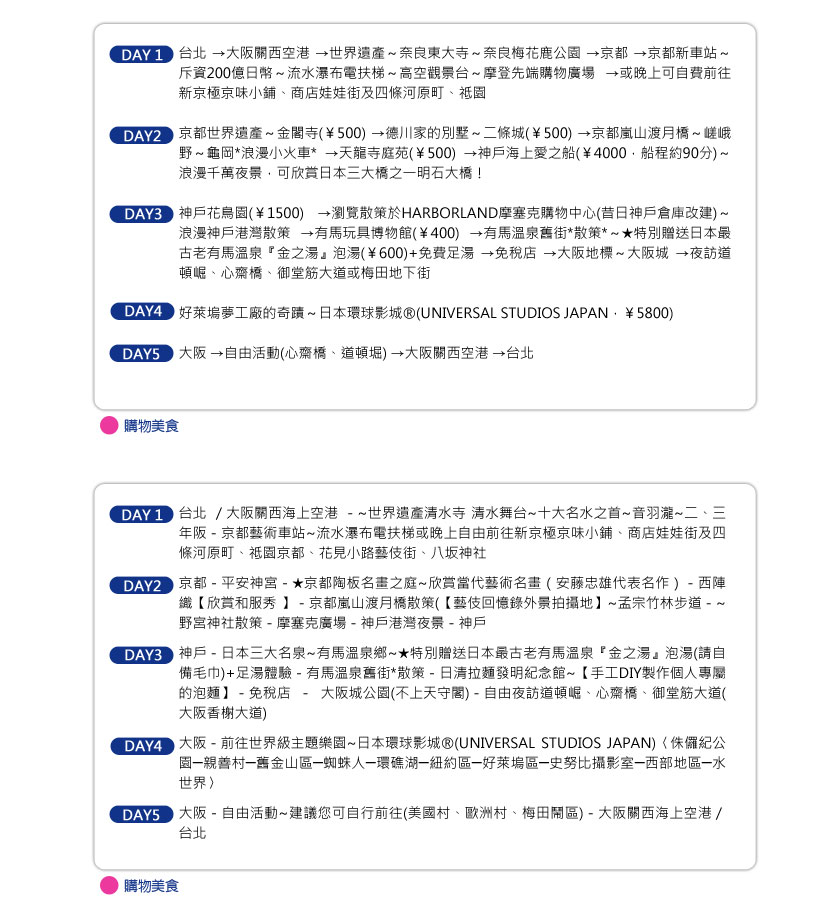 DAY 1 台北 →大阪關西空港 →世界遺產～奈良東大寺～奈良梅花鹿公園 →京都 →京都新車站～
斥資200億日幣～流水瀑布電扶梯～高空觀景台～摩登先端購物廣場 →或晚上可自費前往
新京極京味小鋪、商店娃娃街及四條河原町、祗園
DAY2 京都世界遺產～金閣寺(￥500) →德川家的別墅～二條城(￥500) →京都嵐山渡月橋～嵯峨
野～龜岡*浪漫小火車* →天龍寺庭苑(￥500) →神戶海上愛之船(￥4000，船程約90分)～
浪漫千萬夜景，可欣賞日本三大橋之一明石大橋！
DAY3 神戶花鳥園(￥1500) →瀏覽散策於HARBORLAND摩塞克購物中心(昔日神戶倉庫改建)～
浪漫神戶港灣散策 →有馬玩具博物館(￥400) →有馬溫泉舊街*散策*～★特別贈送日本最
古老有馬溫泉『金之湯』泡湯(￥600)+免費足湯 →免稅店 →大阪地標～大阪城 →夜訪道
頓崛、心齋橋、御堂筋大道或梅田地下街
DAY4 好萊塢夢工廠的奇蹟～日本環球影城®(UNIVERSAL STUDIOS JAPAN，￥5800)
DAY5 大阪 →自由活動(心齋橋、道頓堀) →大阪關西空港 →台北
購物美食
DAY 1 台北 / 大阪關西海上空港 - ~世界遺產清水寺 清水舞台~十大名水之首~音羽瀧~二、三
年阪 - 京都藝術車站~流水瀑布電扶梯或晚上自由前往新京極京味小鋪、商店娃娃街及四
條河原町、祗園京都、花見小路藝伎街、八坂神社
DAY2 京都 - 平安神宮 - ★京都陶板名畫之庭~欣賞當代藝術名畫（安藤忠雄代表名作） - 西陣
織【欣賞和服秀 】 - 京都嵐山渡月橋散策(【藝伎回憶錄外景拍攝地】~孟宗竹林步道 - ~
野宮神社散策 - 摩塞克廣場 - 神戶港灣夜景 - 神戶
DAY3 神戶 - 日本三大名泉~有馬溫泉鄉~★特別贈送日本最古老有馬溫泉『金之湯』泡湯(請自
備毛巾)+足湯體驗 - 有馬溫泉舊街*散策 - 日清拉麵發明紀念館~【手工DIY製作個人專屬
的泡麵】 - 免稅店 - 大阪城公園(不上天守閣) - 自由夜訪道頓崛、心齋橋、御堂筋大道(
大阪香榭大道)
DAY4 大阪 - 前往世界級主題樂園~日本環球影城®(UNIVERSAL STUDIOS JAPAN)〈侏儸紀公
園─親善村─舊金山區─蜘蛛人─環礁湖─紐約區─好萊塢區─史努比攝影室─西部地區─水
世界〉
DAY5 大阪 - 自由活動~建議您可自行前往(美國村、歐洲村、梅田鬧區) - 大阪關西海上空港 /
台北
購物美食